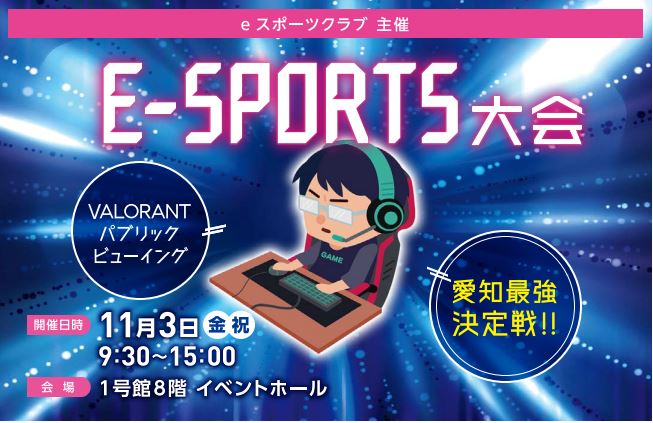 eスポーツクラブ 主催
E-SPORTS大会
VALORANT
パブリック
ビューイング
GAME
愛知最強
決定戦!!
開催日時 11月3日 金 祝
9:30~15:00
会場 1号館8階 イベントホール